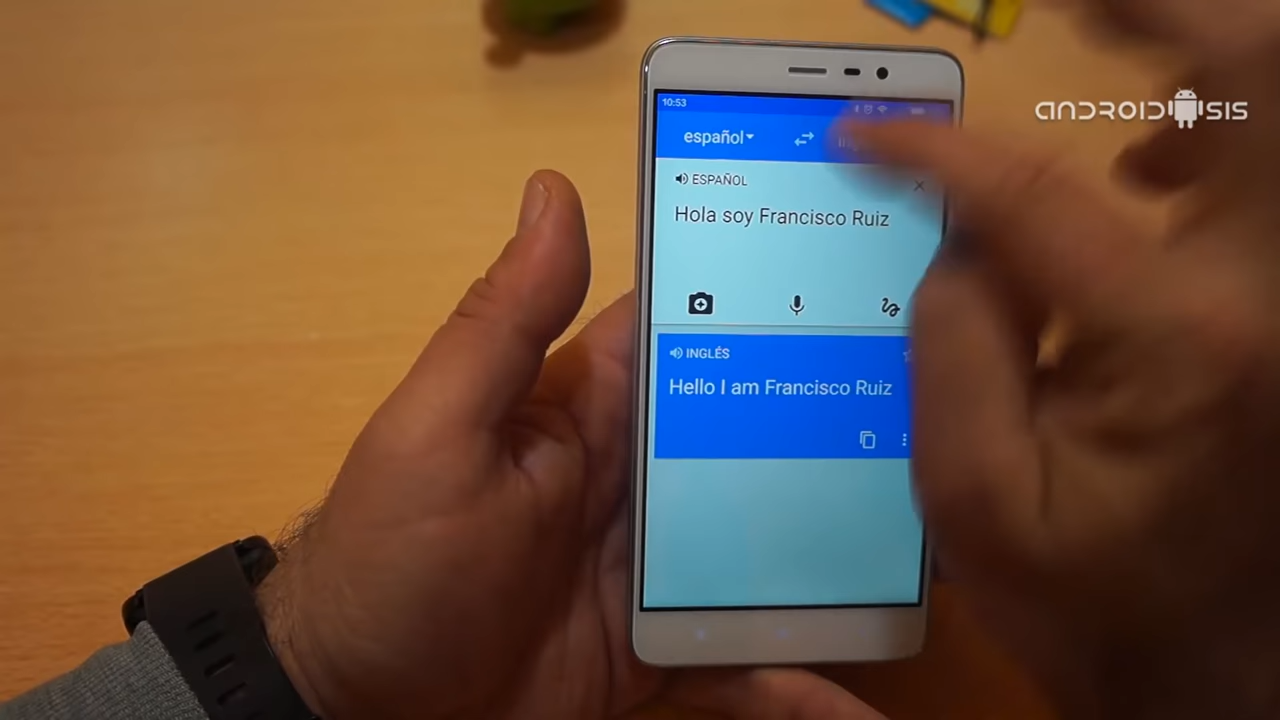 10:53
español
ESPAÑOL
Hola soy Francisco Ruiz
INGLÉS
Hello I am Francisco Ruiz
ANDROIDSIS